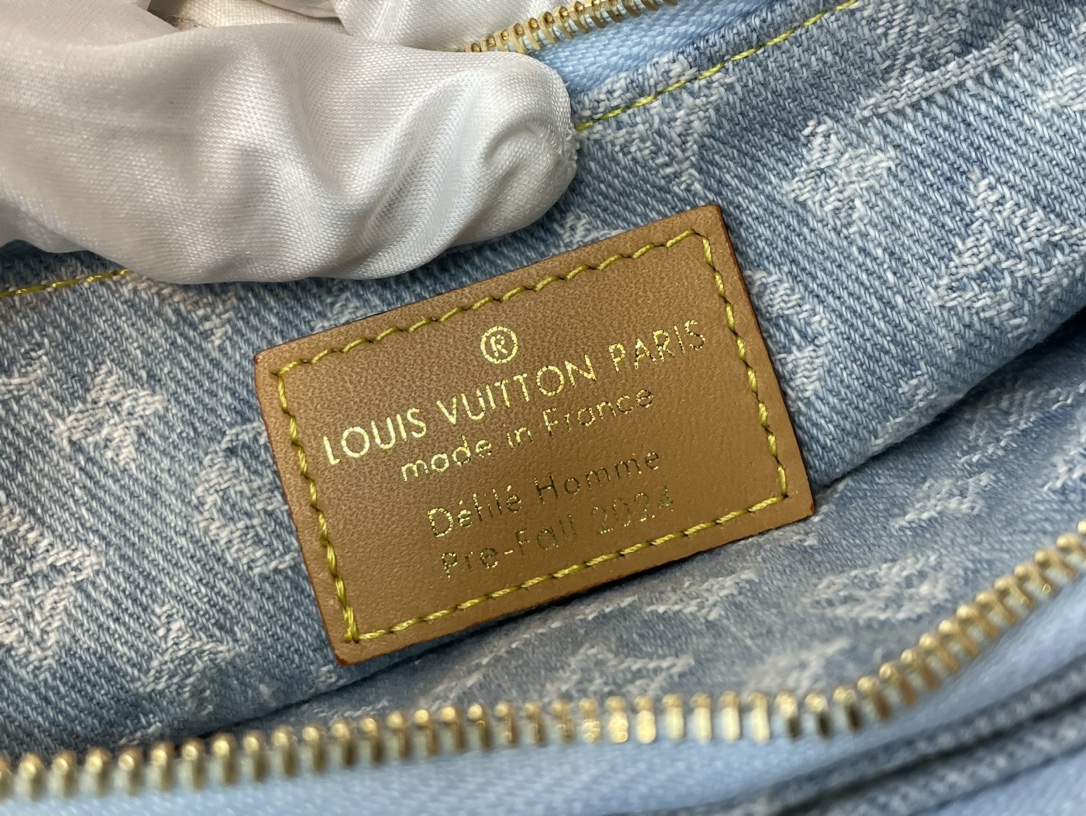 ®
LOUIS VUITTON PARIS
made in France
Défilé Homme
Pre-Fall 2024